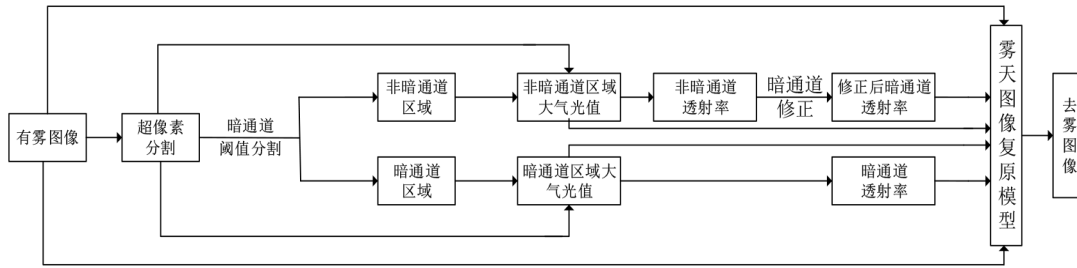 有雾图像
超像素
分割
暗通道
阈值分割
非暗通道
区域
非暗通道区域
大气光值
非暗通道
透射率
暗通道
修正
修正后暗通道
透射率
暗通道
区域
暗通道区域大
气光值
暗通道
透射率
雾天图像复原模型
去雾图像